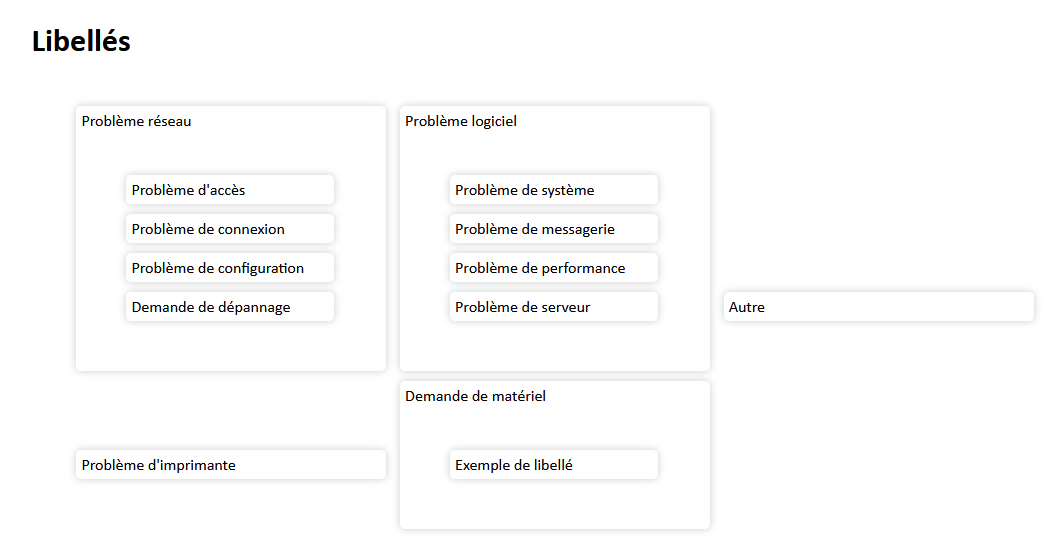 Libellés
Problème réseau
Problème d'accès
Problème de connexion
Problème de configuration
Demande de dépannage
Problème logiciel
Problème de système
Problème de messagerie
Problème de performance
Problème de serveur
Autre
Problème d'imprimante
Demande de matériel
Exemple de libellé